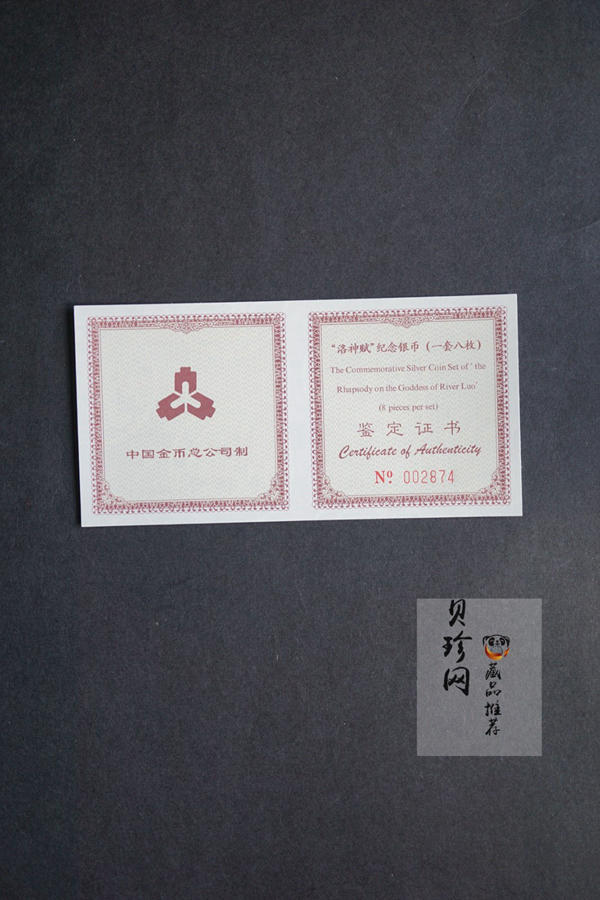 中国金币总公司制
“洛神赋”纪念银币（一套八枚）
The Commemorative Silver Coin Set of ‘ the
Rhapsody on the Goddess of River Luo’
(8 pieces per set)
鉴定证书
Certificate of Authenticity
Nº 002874
贝珍网
藏品推荐